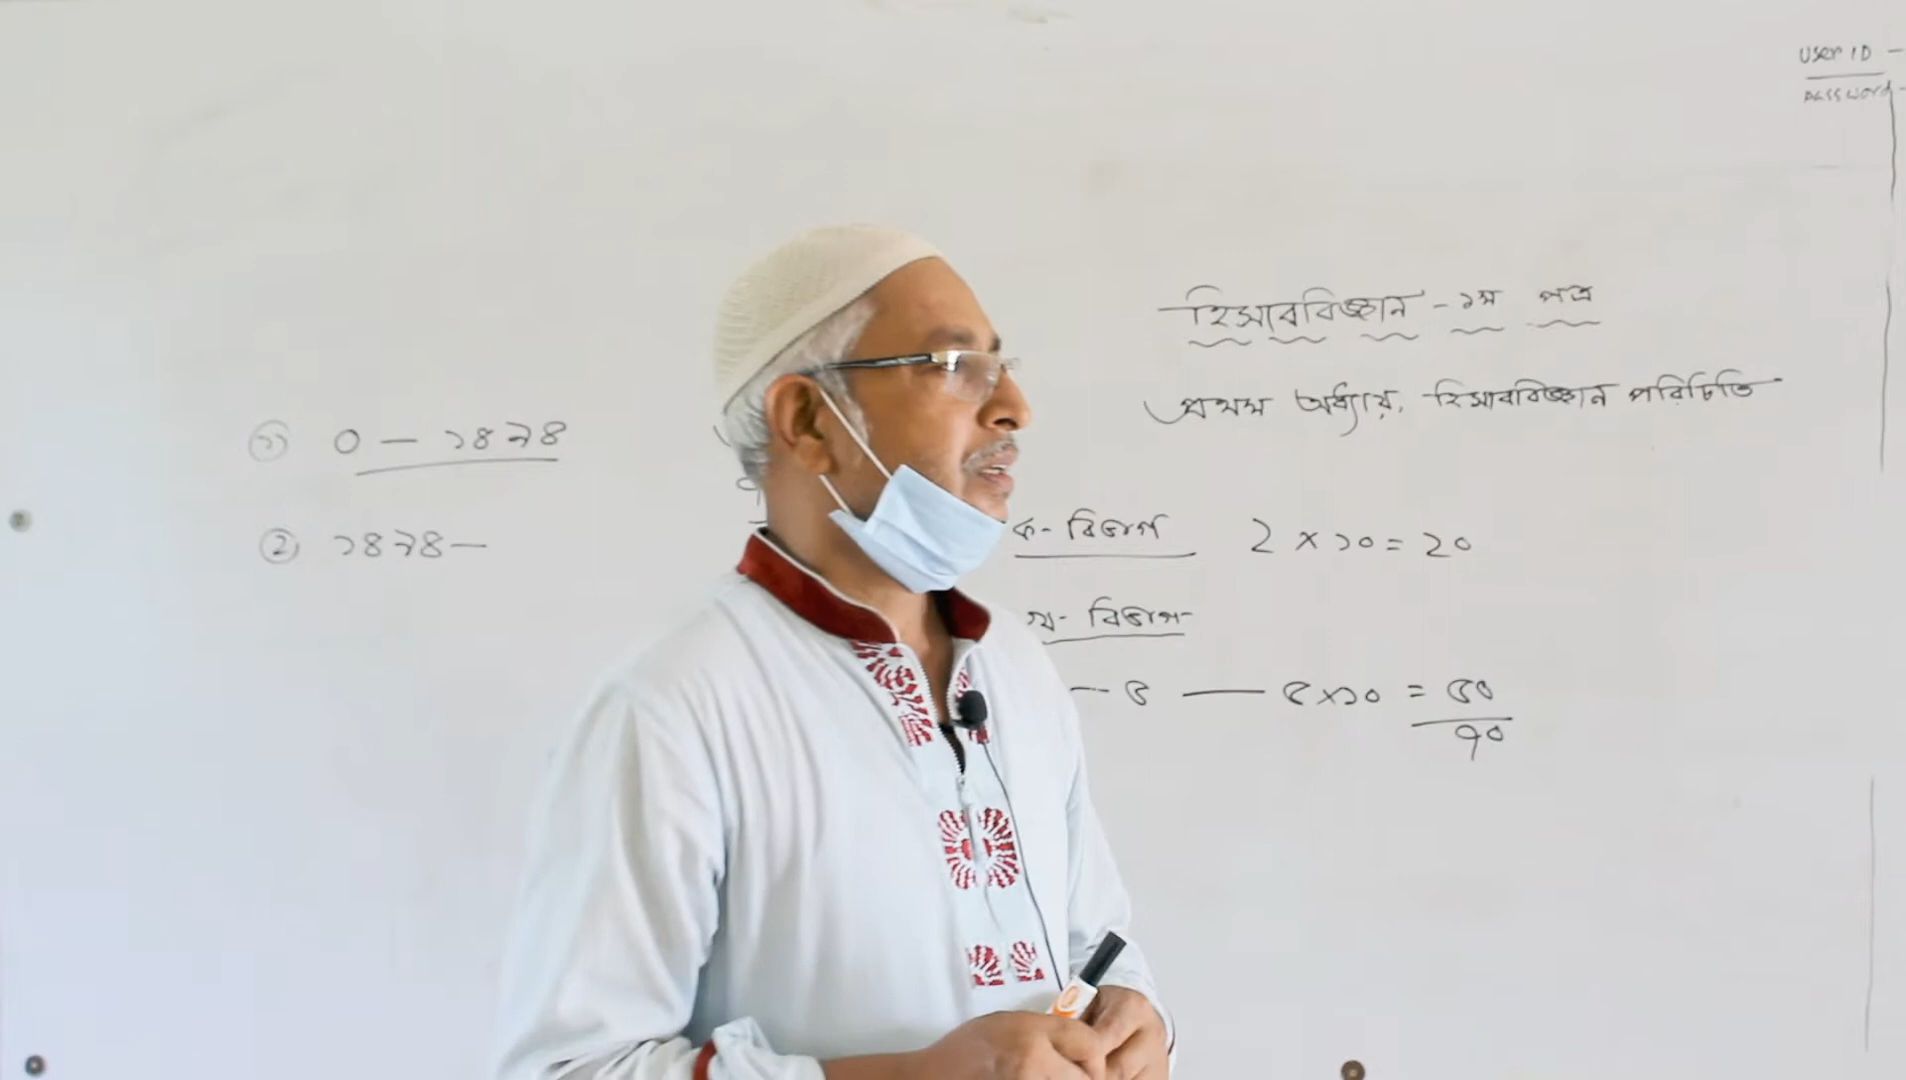 User ID -
Password -
হিসাববিজ্ঞান - ১ম পত্র
প্রথম অধ্যায়, হিসাববিজ্ঞান পরিচিতি
① ০ — ১৪৯৪
② ১৪৯৪ —
ক - বিভাগ ২ × ১০ = ২০
খ - বিভাগ -
— ৫ — ৫ × ১০ = ৫০
৭০